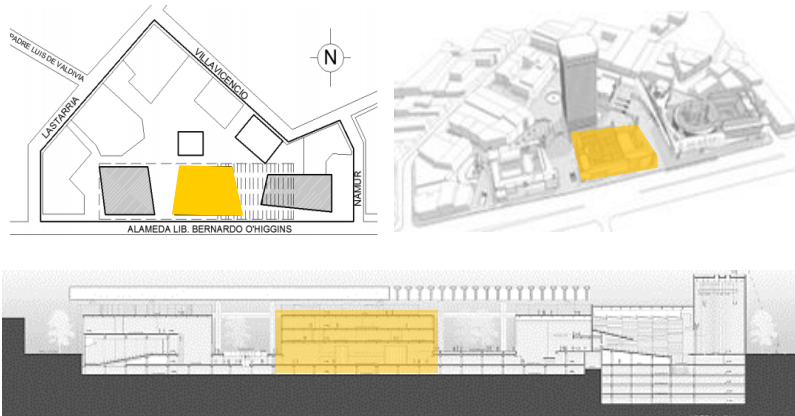 PADRE LUIS DE VALDIVIA
LASTARRIA
VILLAVICENCIO
N
NAMUR
ALAMEDA LIB. BERNARDO O'HIGGINS